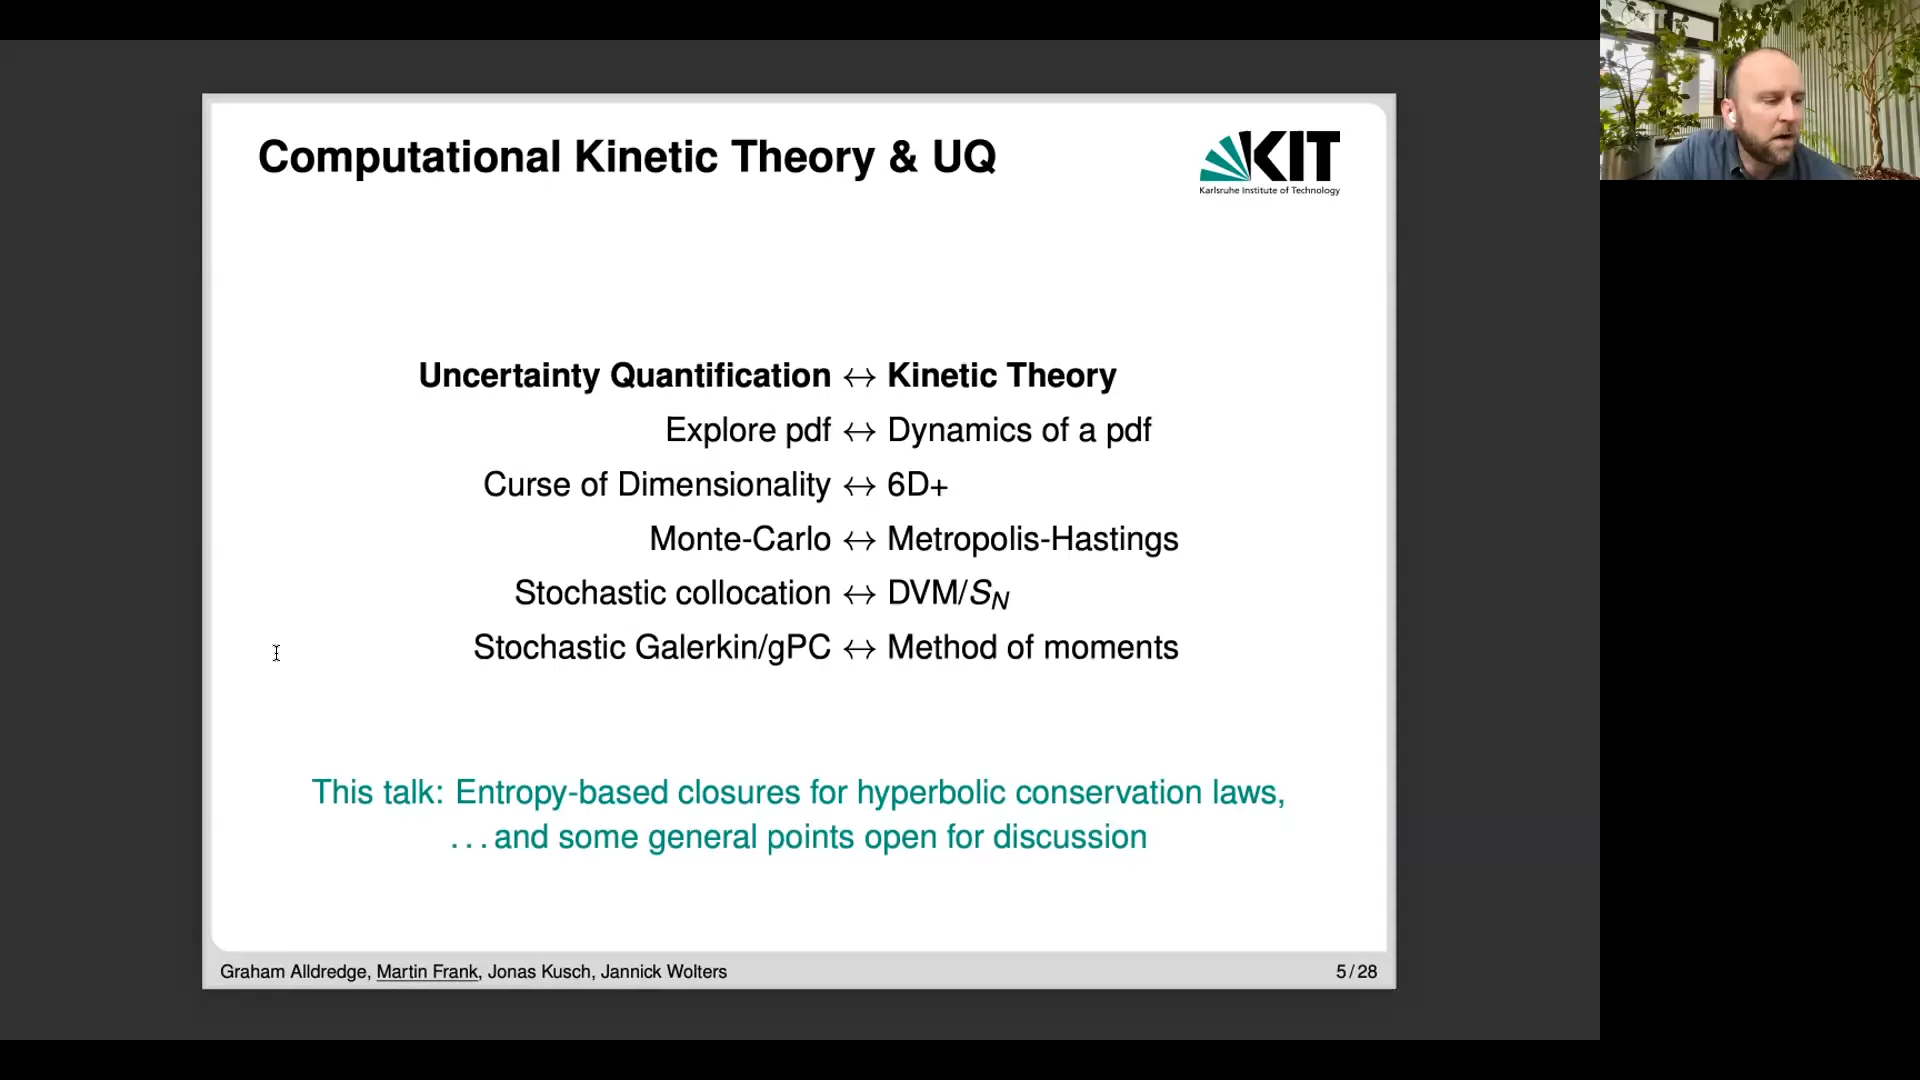 Computational Kinetic Theory & UQ
KIT
Karlsruhe Institute of Technology
Uncertainty Quantification ↔ Kinetic Theory
Explore pdf ↔ Dynamics of a pdf
Curse of Dimensionality ↔ 6D+
Monte-Carlo ↔ Metropolis-Hastings
Stochastic collocation ↔ DVM/S_N
Stochastic Galerkin/gPC ↔ Method of moments
This talk: Entropy-based closures for hyperbolic conservation laws,
...and some general points open for discussion
Graham Alldredge, Martin Frank, Jonas Kusch, Jannick Wolters
5/28